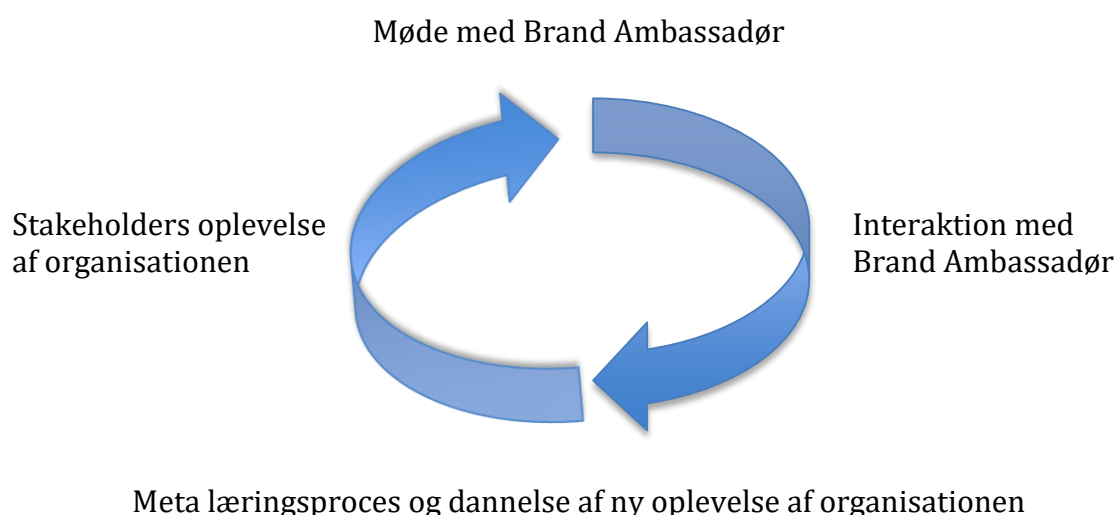 Møde med Brand Ambassadør
Stakeholders oplevelse
af organisationen
Interaktion med
Brand Ambassadør
Meta læringsproces og dannelse af ny oplevelse af organisationen